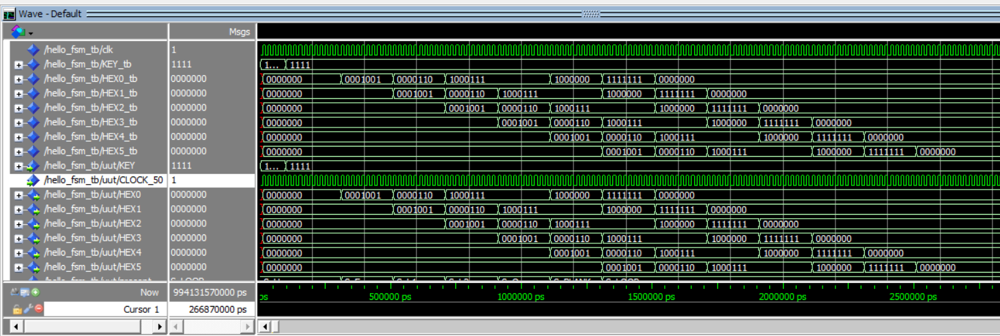 Wave - Default
Msgs
/hello_fsm_tb/clk 1
/hello_fsm_tb/KEY_tb 1111 1... 1111
/hello_fsm_tb/HEX0_tb 0000000 0000000 0001001 0000110 1000111 1000000 1111111 0000000
/hello_fsm_tb/HEX1_tb 0000000 0000000 0001001 0000110 1000111 1000000 1111111 0000000
/hello_fsm_tb/HEX2_tb 0000000 0000000 0001001 0000110 1000111 1000000 1111111 0000000
/hello_fsm_tb/HEX3_tb 0000000 0000000 0001001 0000110 1000111 1000000 1111111 0000000
/hello_fsm_tb/HEX4_tb 0000000 0000000 0001001 0000110 1000111 1000000 1111111 0000000
/hello_fsm_tb/HEX5_tb 0000000 0000000 0001001 0000110 1000111 1000000 1111111 0000000
/hello_fsm_tb/uut/KEY 1111 1... 1111
/hello_fsm_tb/uut/CLOCK_50 1
/hello_fsm_tb/uut/HEX0 0000000 0000000 0001001 0000110 1000111 1000000 1111111 0000000
/hello_fsm_tb/uut/HEX1 0000000 0000000 0001001 0000110 1000111 1000000 1111111 0000000
/hello_fsm_tb/uut/HEX2 0000000 0000000 0001001 0000110 1000111 1000000 1111111 0000000
/hello_fsm_tb/uut/HEX3 0000000 0000000 0001001 0000110 1000111 1000000 1111111 0000000
/hello_fsm_tb/uut/HEX4 0000000 0000000 0001001 0000110 1000111 1000000 1111111 0000000
/hello_fsm_tb/uut/HEX5 0000000 0000000 0001001 0000110 1000111 1000000 1111111 0000000
Now 994131570000 ps ps 500000 ps 1000000 ps 1500000 ps 2000000 ps 2500000 ps
Cursor 1 266870000 ps